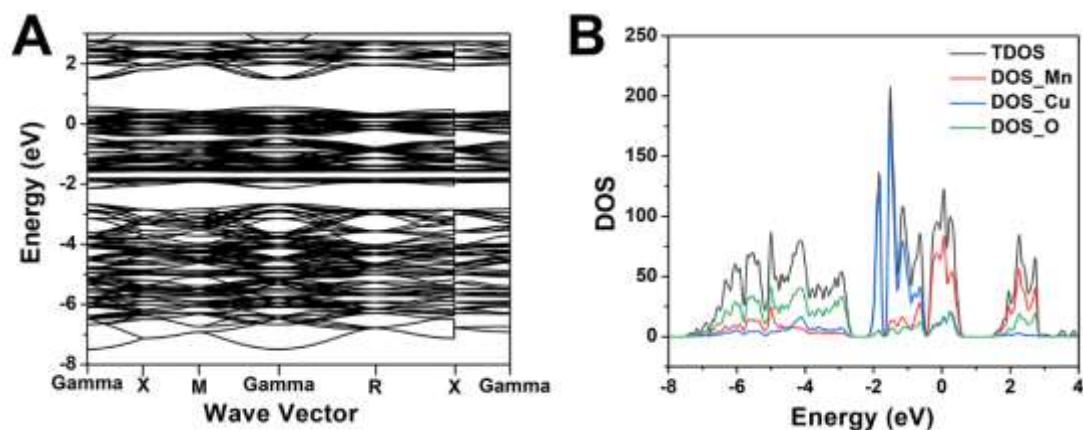 A
Energy (eV)
2
0
-2
-4
-6
-8
Gamma X M Gamma R X Gamma
Wave Vector
B
DOS
250
200
150
100
50
0
TDOS
DOS_Mn
DOS_Cu
DOS_O
-8 -6 -4 -2 0 2 4
Energy (eV)